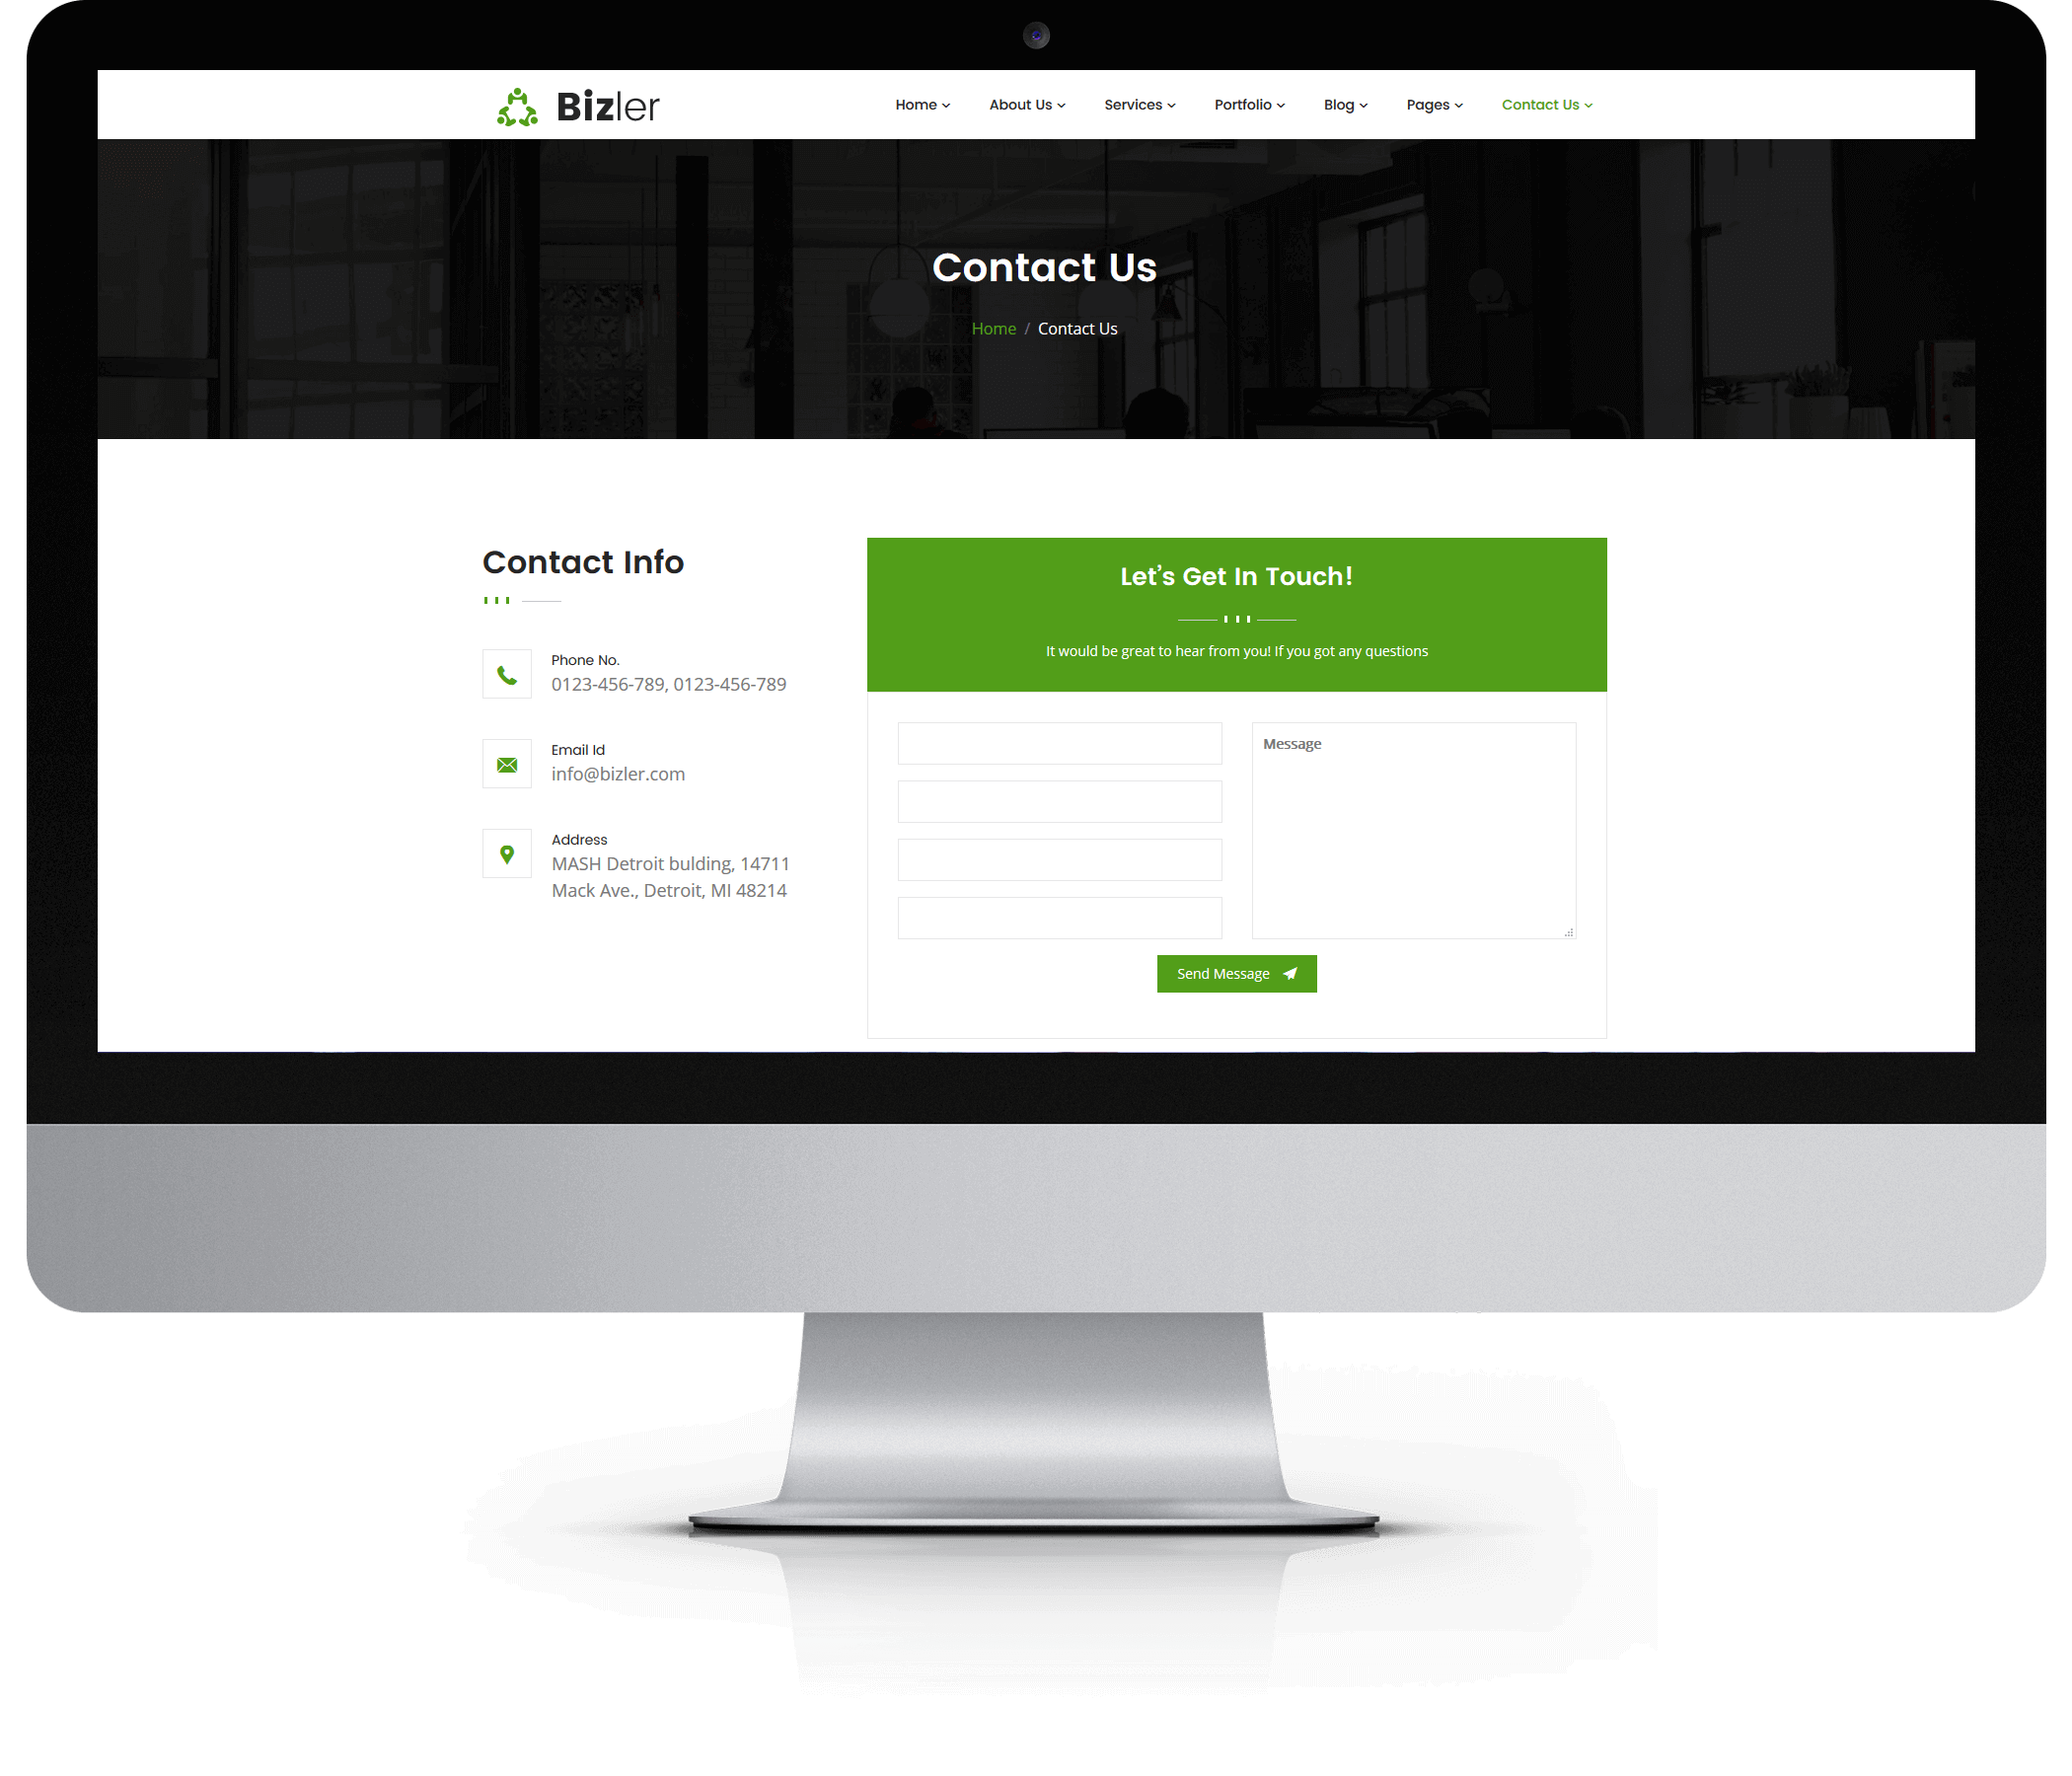 Bizler
Home About Us Services Portfolio Blog Pages Contact Us
Contact Us
Home / Contact Us
Contact Info
Phone No.
0123-456-789, 0123-456-789
Email Id
info@bizler.com
Address
MASH Detroit bulding, 14711
Mack Ave., Detroit, MI 48214
Let's Get In Touch!
It would be great to hear from you! If you got any questions
Message
Send Message